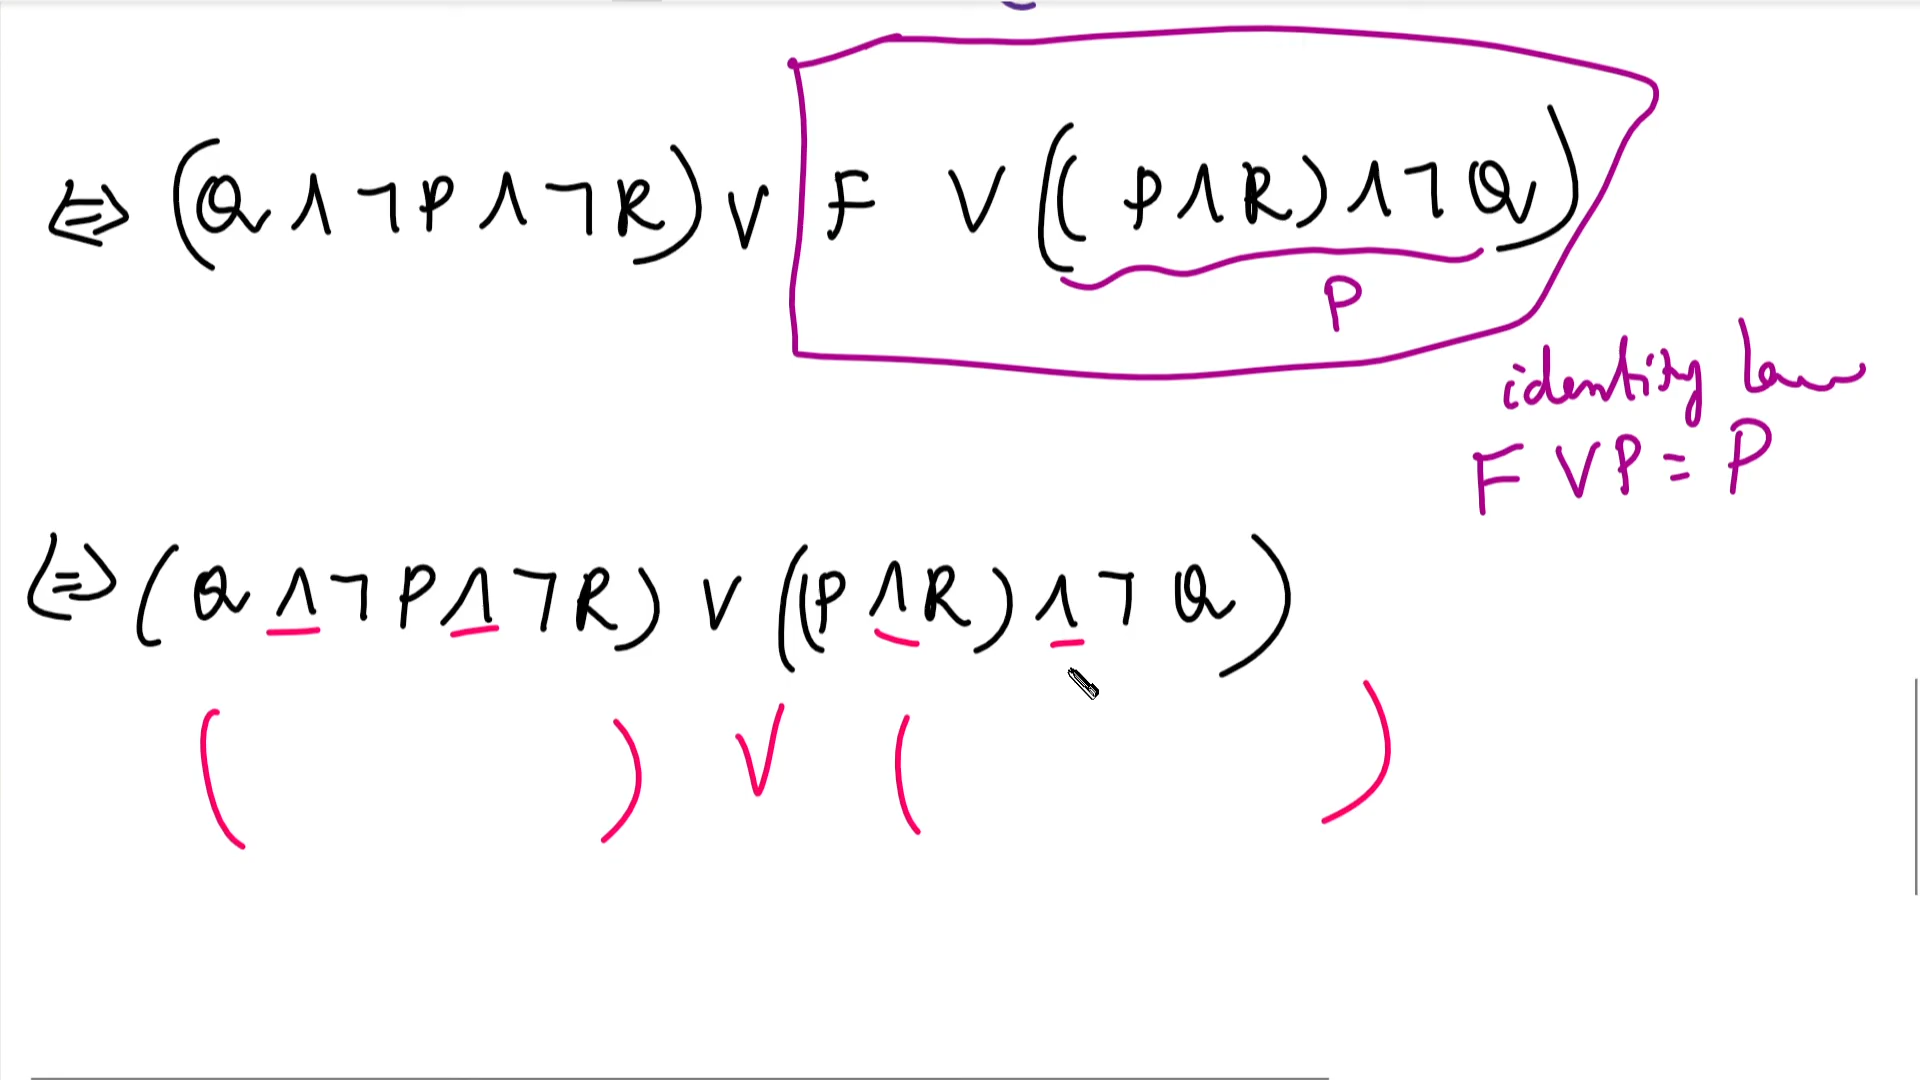 ⇔ (Q ∧ ¬P ∧ ¬R) ∨ F ∨ ((P ∧ R) ∧ ¬Q)
P
identity law
F ∨ P = P
⇔ (Q ∧ ¬P ∧ ¬R) ∨ ((P ∧ R) ∧ ¬Q)
( ) ∨ ( )